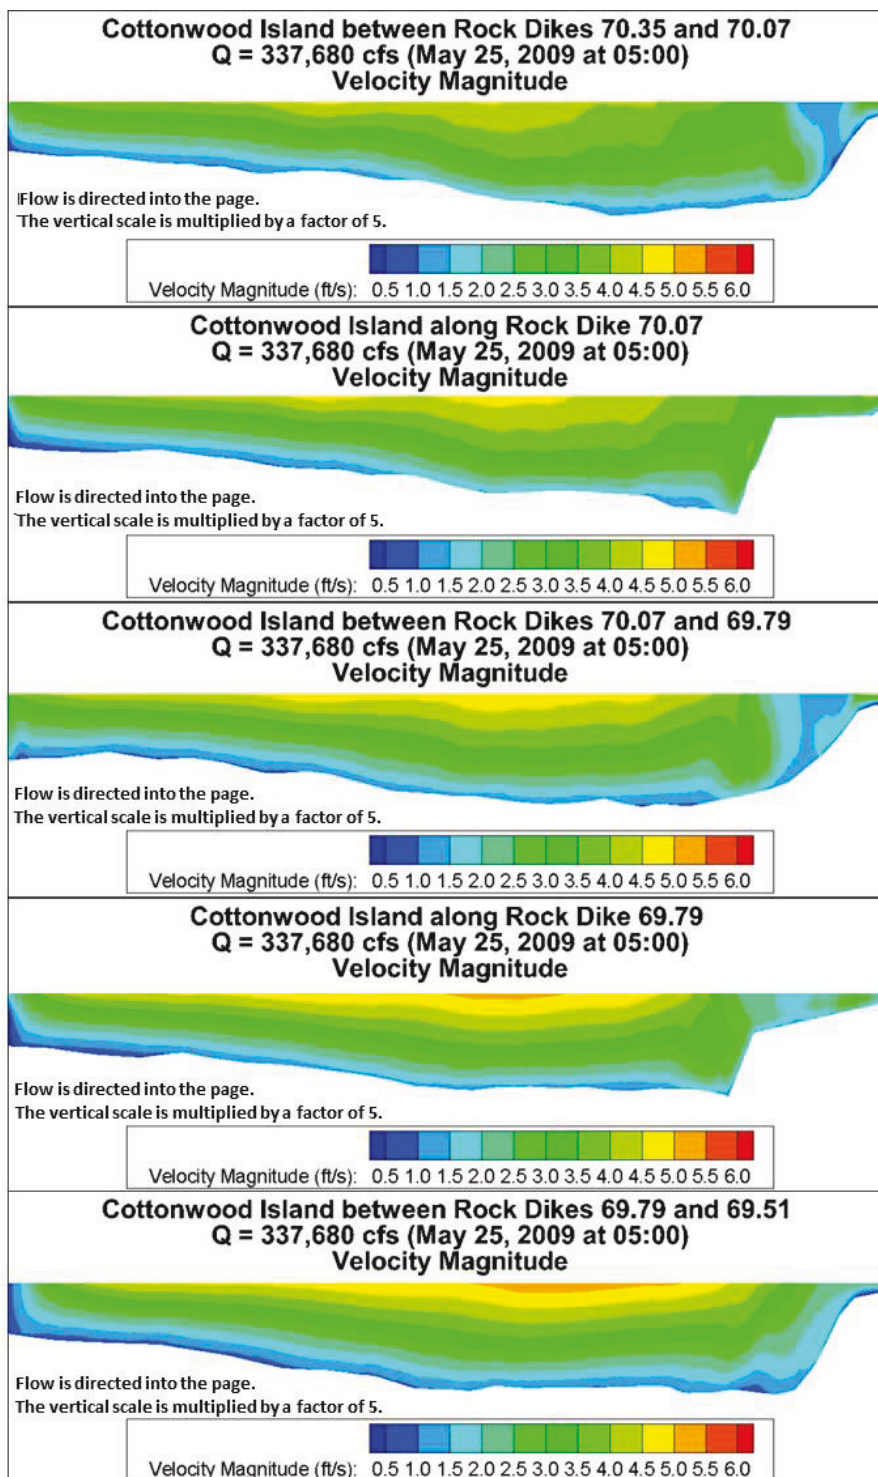 Cottonwood Island between Rock Dikes 70.35 and 70.07
Q = 337,680 cfs (May 25, 2009 at 05:00)
Velocity Magnitude
Flow is directed into the page.
The vertical scale is multiplied by a factor of 5.
Velocity Magnitude (ft/s): 0.5 1.0 1.5 2.0 2.5 3.0 3.5 4.0 4.5 5.0 5.5 6.0
Cottonwood Island along Rock Dike 70.07
Q = 337,680 cfs (May 25, 2009 at 05:00)
Velocity Magnitude
Flow is directed into the page.
The vertical scale is multiplied by a factor of 5.
Velocity Magnitude (ft/s): 0.5 1.0 1.5 2.0 2.5 3.0 3.5 4.0 4.5 5.0 5.5 6.0
Cottonwood Island between Rock Dikes 70.07 and 69.79
Q = 337,680 cfs (May 25, 2009 at 05:00)
Velocity Magnitude
Flow is directed into the page.
The vertical scale is multiplied by a factor of 5.
Velocity Magnitude (ft/s): 0.5 1.0 1.5 2.0 2.5 3.0 3.5 4.0 4.5 5.0 5.5 6.0
Cottonwood Island along Rock Dike 69.79
Q = 337,680 cfs (May 25, 2009 at 05:00)
Velocity Magnitude
Flow is directed into the page.
The vertical scale is multiplied by a factor of 5.
Velocity Magnitude (ft/s): 0.5 1.0 1.5 2.0 2.5 3.0 3.5 4.0 4.5 5.0 5.5 6.0
Cottonwood Island between Rock Dikes 69.79 and 69.51
Q = 337,680 cfs (May 25, 2009 at 05:00)
Velocity Magnitude
Flow is directed into the page.
The vertical scale is multiplied by a factor of 5.
Velocity Magnitude (ft/s): 0.5 1.0 1.5 2.0 2.5 3.0 3.5 4.0 4.5 5.0 5.5 6.0